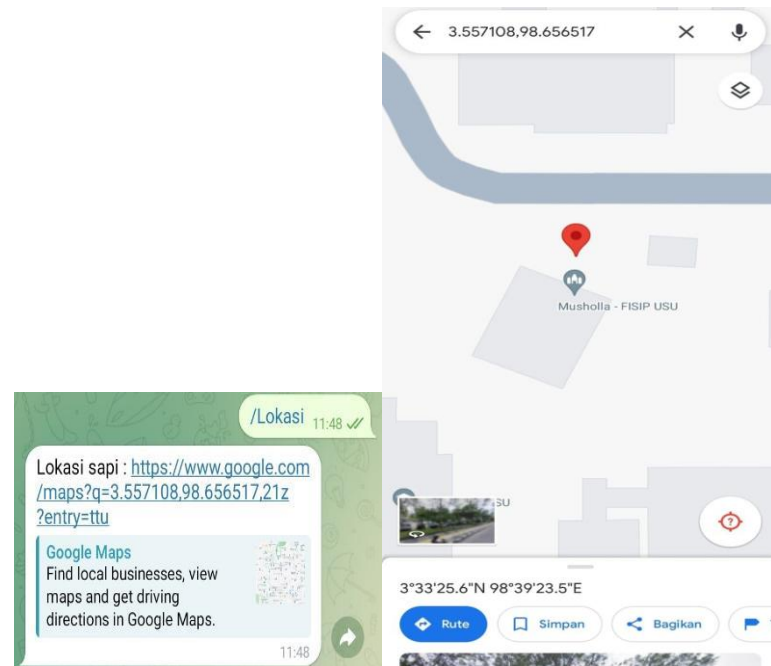 /Lokasi 11:48
Lokasi sapi : https://www.google.com
/maps?q=3.557108,98.656517,21z
?entry=ttu
Google Maps
Find local businesses, view
maps and get driving
directions in Google Maps.
11:48
3.557108,98.656517
Musholla - FISIP USU
SU
3°33'25.6"N 98°39'23.5"E
Rute
Simpan
Bagikan